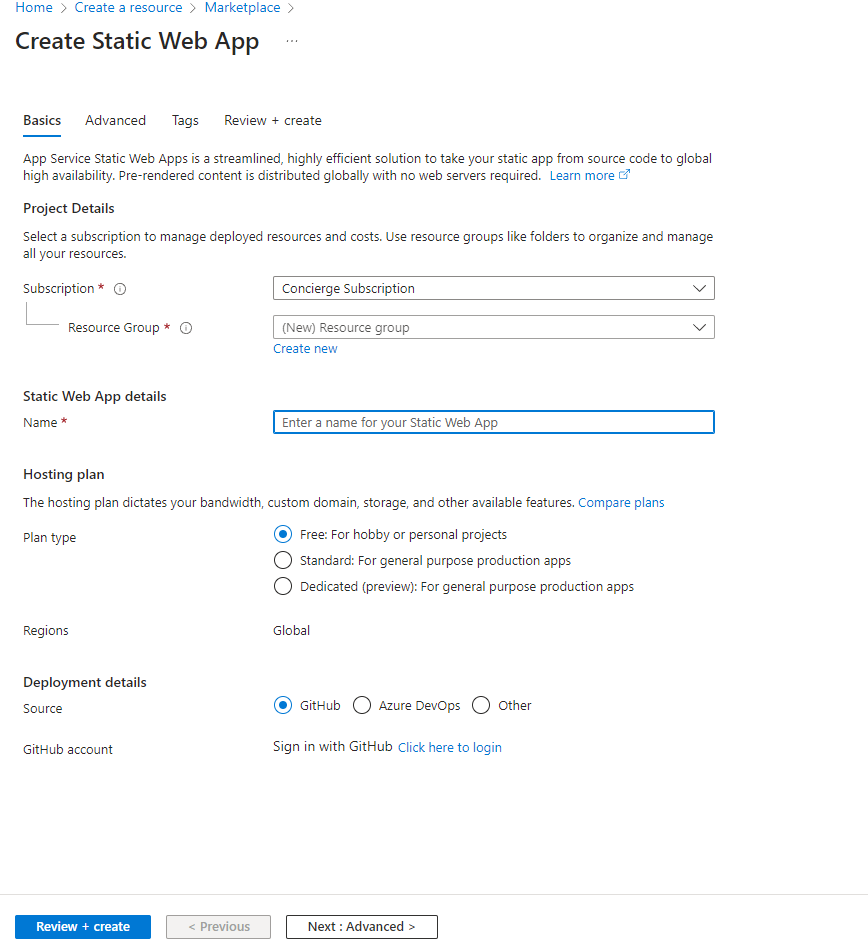 Home > Create a resource > Marketplace >
Create Static Web App ...
Basics Advanced Tags Review + create
App Service Static Web Apps is a streamlined, highly efficient solution to take your static app from source code to global
high availability. Pre-rendered content is distributed globally with no web servers required. Learn more
Project Details
Select a subscription to manage deployed resources and costs. Use resource groups like folders to organize and manage
all your resources.
Subscription * Concierge Subscription
Resource Group * (New) Resource group
Create new
Static Web App details
Name * Enter a name for your Static Web App
Hosting plan
The hosting plan dictates your bandwidth, custom domain, storage, and other available features. Compare plans
Plan type Free: For hobby or personal projects
Standard: For general purpose production apps
Dedicated (preview): For general purpose production apps
Regions Global
Deployment details
Source GitHub Azure DevOps Other
GitHub account Sign in with GitHub Click here to login
Review + create < Previous Next : Advanced >